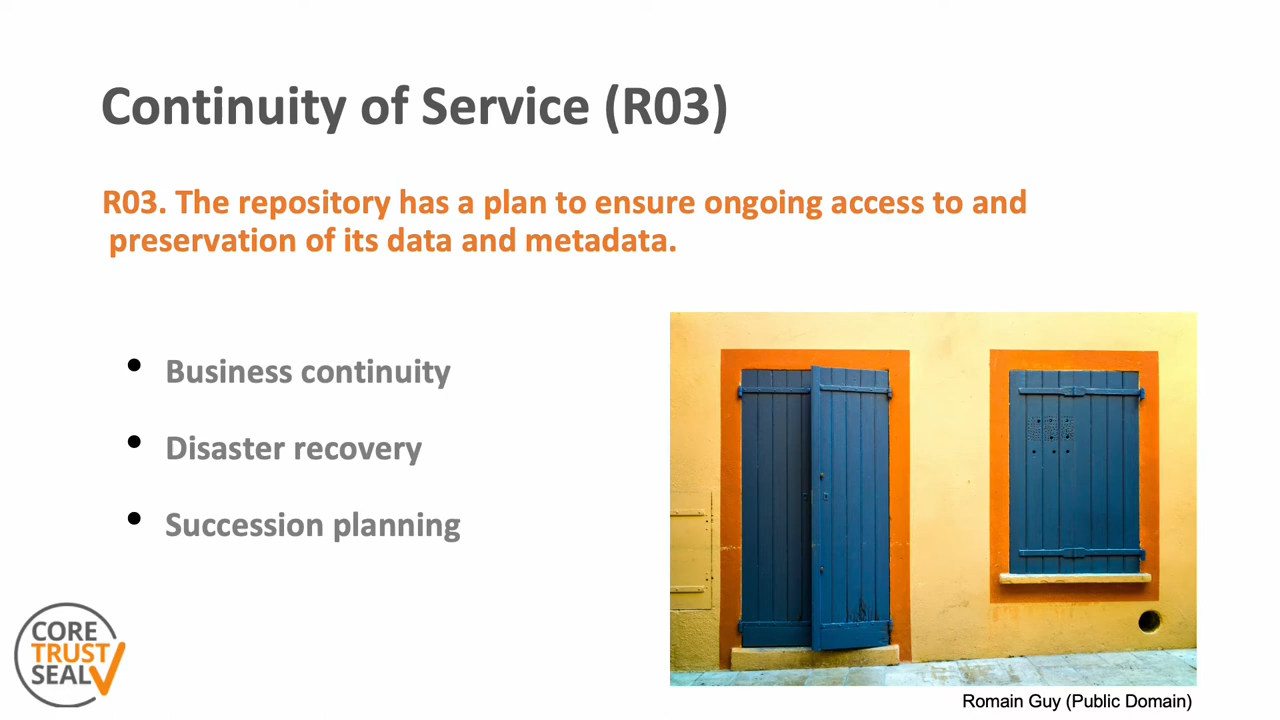 Continuity of Service (R03)
R03. The repository has a plan to ensure ongoing access to and
preservation of its data and metadata.
• Business continuity
• Disaster recovery
• Succession planning
CORE
TRUST
SEAL
Romain Guy (Public Domain)